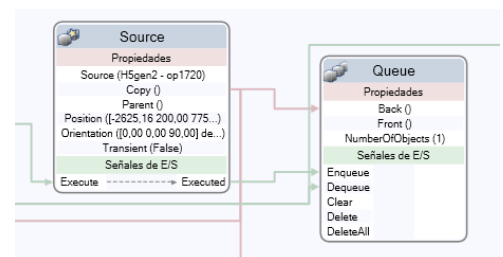 Source
Propiedades
Source (H5gen2 - op1720)
Copy ()
Parent ()
Position ([-2625,16 200,00 775...)
Orientation ([0,00 0,00 90,00] de...)
Transient (False)
Señales de E/S
Execute
Executed
Queue
Propiedades
Back ()
Front ()
NumberOfObjects (1)
Señales de E/S
Enqueue
Dequeue
Clear
Delete
DeleteAll